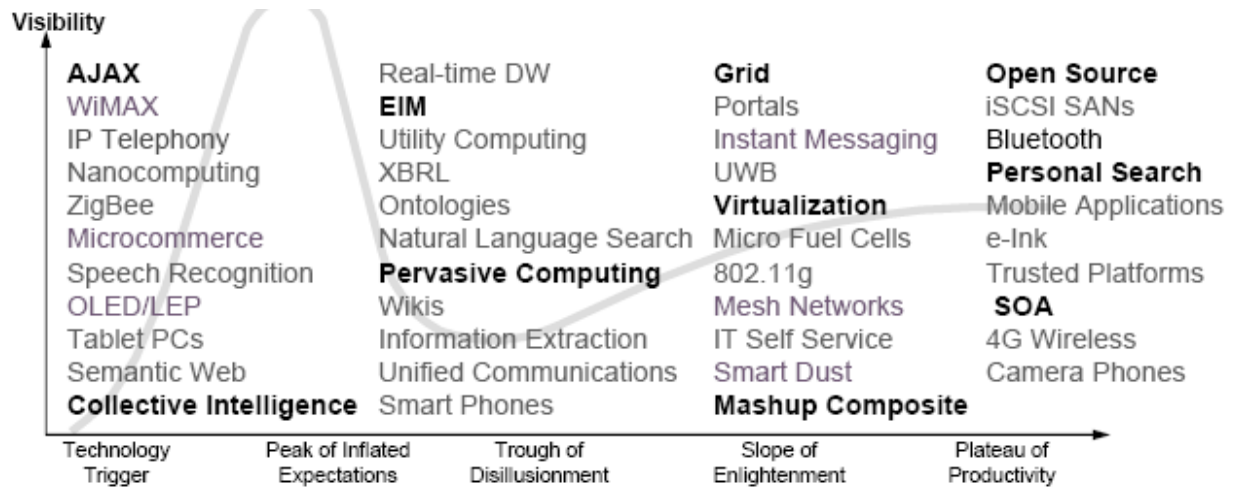 Visibility
AJAX
WiMAX
IP Telephony
Nanocomputing
ZigBee
Microcommerce
Speech Recognition
OLED/LEP
Tablet PCs
Semantic Web
Collective Intelligence
Real-time DW
EIM
Utility Computing
XBRL
Ontologies
Natural Language Search
Pervasive Computing
Wikis
Information Extraction
Unified Communications
Smart Phones
Grid
Portals
Instant Messaging
UWB
Virtualization
Micro Fuel Cells
802.11g
Mesh Networks
IT Self Service
Smart Dust
Mashup Composite
Open Source
iSCSI SANs
Bluetooth
Personal Search
Mobile Applications
e-Ink
Trusted Platforms
SOA
4G Wireless
Camera Phones
Technology
Trigger
Peak of Inflated
Expectations
Trough of
Disillusionment
Slope of
Enlightenment
Plateau of
Productivity